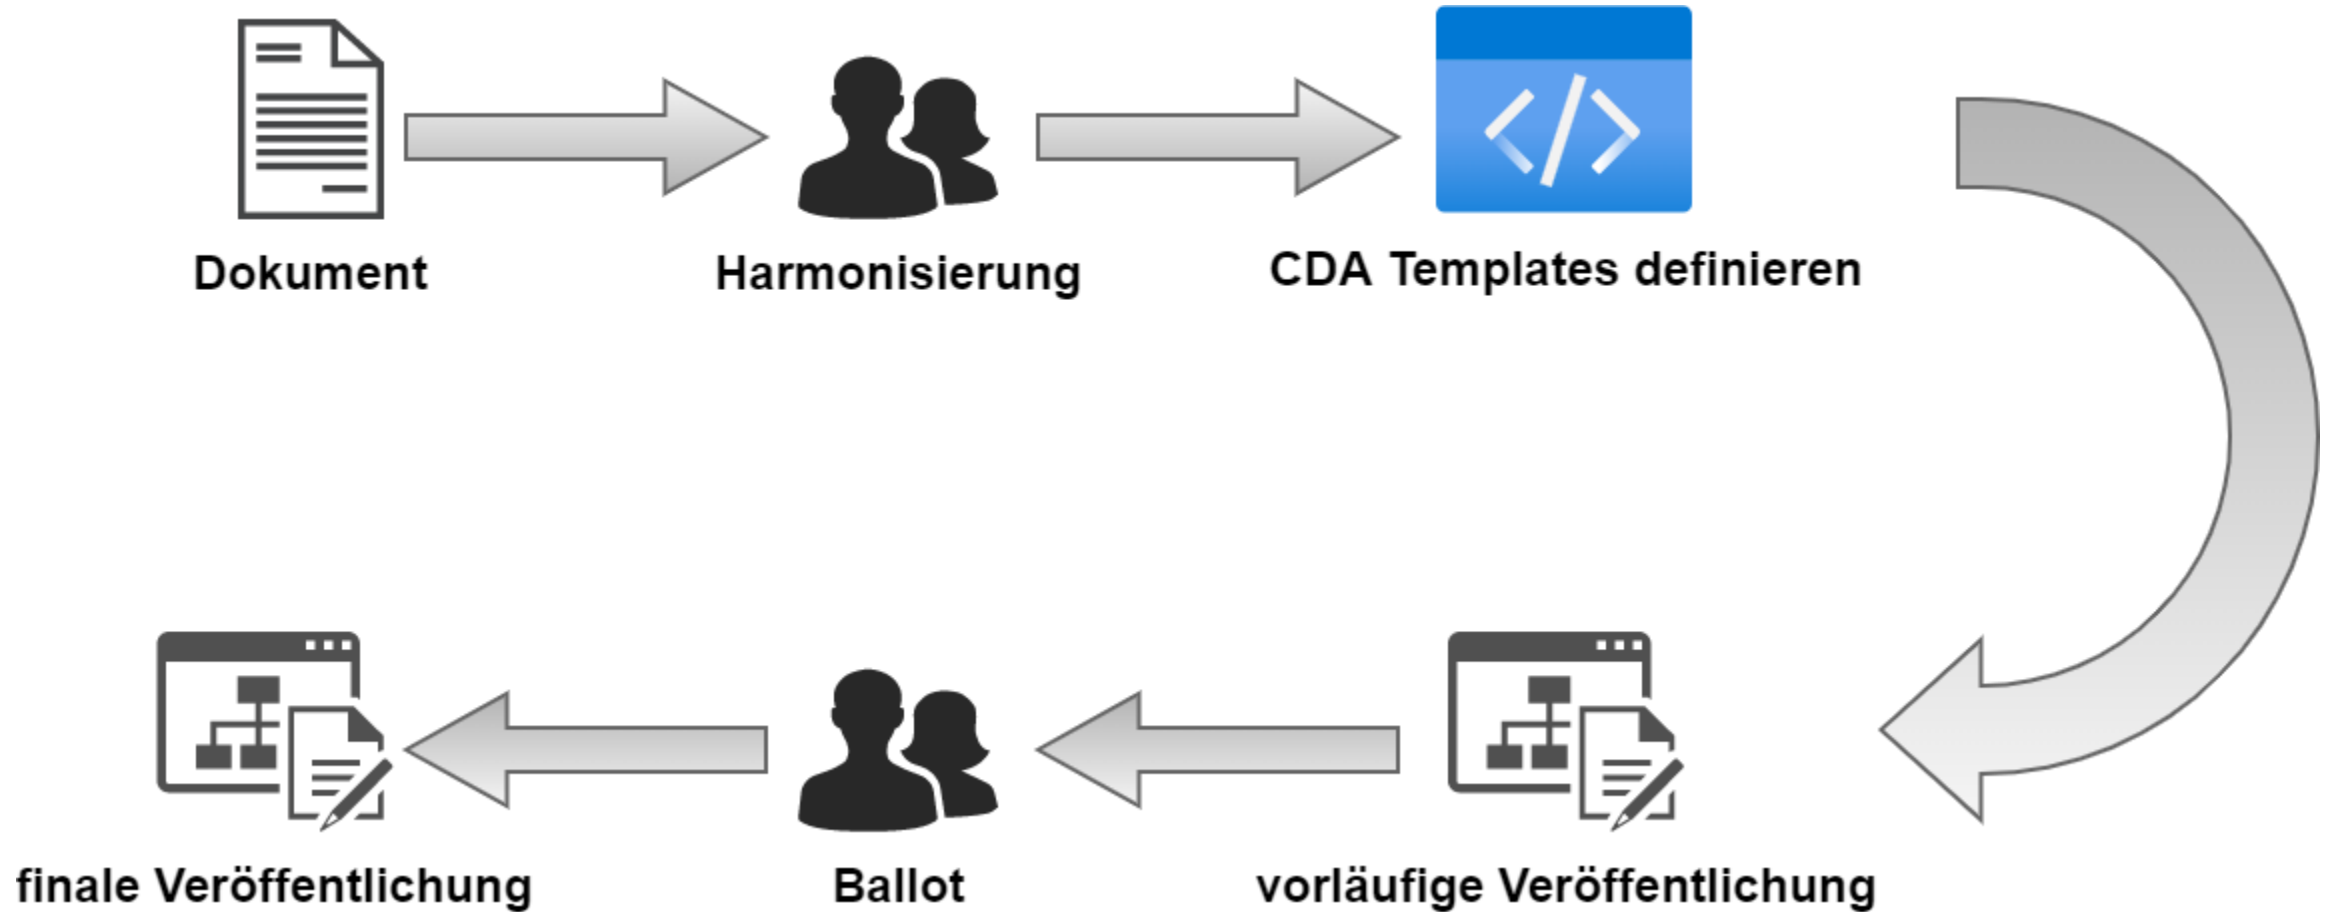 Dokument
Harmonisierung
CDA Templates definieren
vorläufige Veröffentlichung
Ballot
finale Veröffentlichung